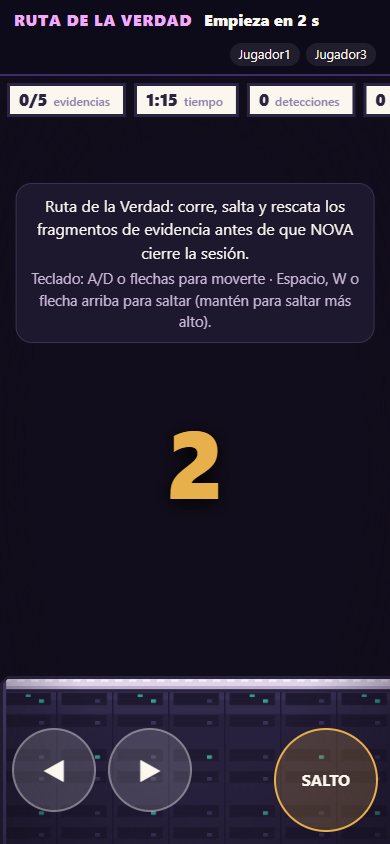 RUTA DE LA VERDAD Empieza en 2 s
Jugador1 Jugador3
0/5 evidencias 1:15 tiempo 0 detecciones 0
Ruta de la Verdad: corre, salta y rescata los
fragmentos de evidencia antes de que NOVA
cierre la sesión.
Teclado: A/D o flechas para moverte · Espacio, W o
flecha arriba para saltar (mantén para saltar más
alto).
2
SALTO